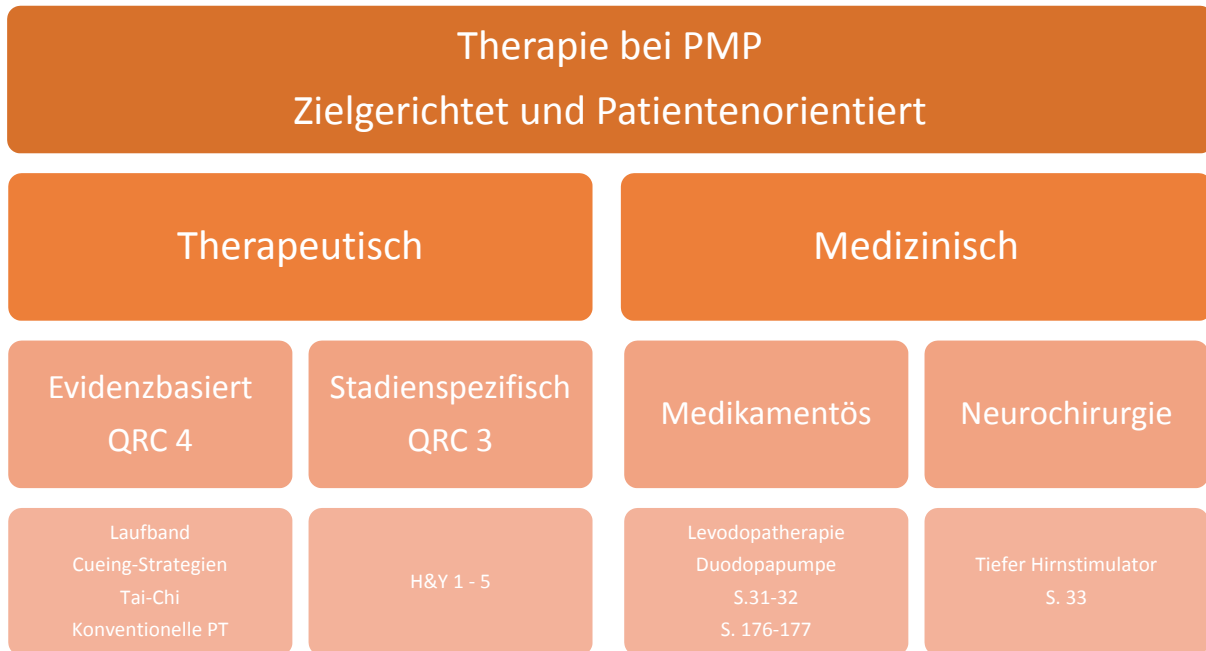 Therapie bei PMP
Zielgerichtet und Patientenorientiert
Therapeutisch
Medizinisch
Evidenzbasiert
QRC 4
Stadienspezifisch
QRC 3
Medikamentös
Neurochirurgie
Laufband
Cueing-Strategien
Tai-Chi
Konventionelle PT
H&Y 1 - 5
Levodopatherapie
Duodopapumpe
S.31-32
S. 176-177
Tiefer Hirnstimulator
S. 33